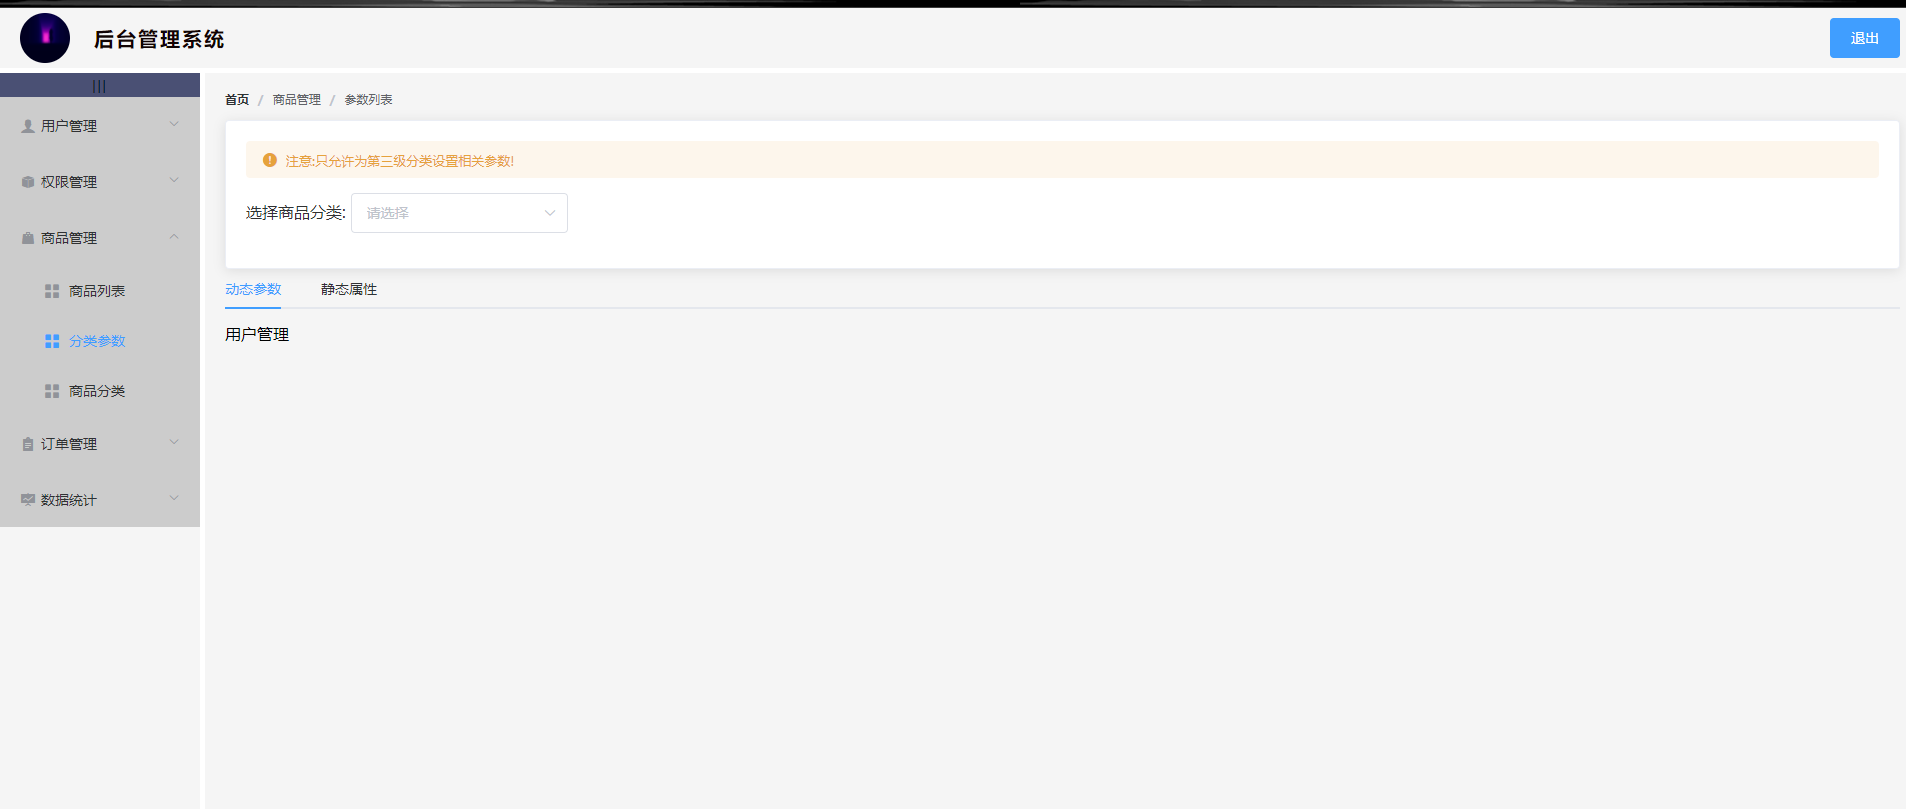 后台管理系统
退出
|||
用户管理
权限管理
商品管理
商品列表
分类参数
商品分类
订单管理
数据统计
首页 / 商品管理 / 参数列表
注意:只允许为第三级分类设置相关参数!
选择商品分类: 请选择
动态参数 静态属性
用户管理